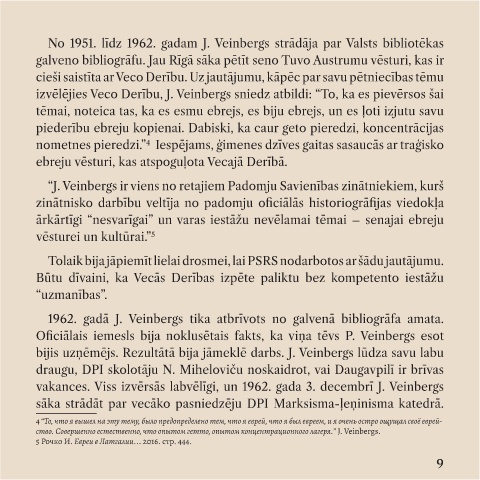 No 1951. līdz 1962. gadam J. Veinbergs strādāja par Valsts bibliotēkas
galveno bibliogrāfu. Jau Rīgā sāka pētīt seno Tuvo Austrumu vēsturi, kas ir
cieši saistīta ar Veco Derību. Uz jautājumu, kāpēc par savu pētniecības tēmu
izvēlējies Veco Derību, J. Veinbergs sniedz atbildi: “To, ka es pievērsos šai
tēmai, noteica tas, ka es esmu ebrejs, es biju ebrejs, un es ļoti izjutu savu
piederību ebreju kopienai. Dabiski, ka caur geto pieredzi, koncentrācijas
nometnes pieredzi.”4 Iespējams, ģimenes dzīves gaitas sasaucās ar traģisko
ebreju vēsturi, kas atspoguļota Vecajā Derībā.
“J. Veinbergs ir viens no retajiem Padomju Savienības zinātniekiem, kurš
zinātnisko darbību veltīja no padomju oficiālās historiogrāfijas viedokļa
ārkārtīgi “nesvarīgai” un varas iestāžu nevēlamai tēmai – senajai ebreju
vēsturei un kultūrai.”5
Tolaik bija jāpiemīt lielai drosmei, lai PSRS nodarbotos ar šādu jautājumu.
Būtu dīvaini, ka Vecās Derības izpēte paliktu bez kompetento iestāžu
“uzmanības”.
1962. gadā J. Veinbergs tika atbrīvots no galvenā bibliogrāfa amata.
Oficiālais iemesls bija noklusētais fakts, ka viņa tēvs P. Veinbergs esot
bijis uzņēmējs. Rezultātā bija jāmeklē darbs. J. Veinbergs lūdza savu labu
draugu, DPI skolotāju N. Miheloviču noskaidrot, vai Daugavpilī ir brīvas
vakances. Viss izvērsās labvēlīgi, un 1962. gada 3. decembrī J. Veinbergs
sāka strādāt par vecāko pasniedzēju DPI Marksisma-ļeņinisma katedrā.
4 “То, что я вышел на эту тему, было предопределено тем, что я еврей, что я был евреем, и я очень остро ощущал своё еврей-
ство. Совершенно естественно, что опытом гетто, опытом концентрационного лагеря.” J. Veinbergs.
5 Рочко И. Евреи в Латгалии... 2016. стр. 444.
9